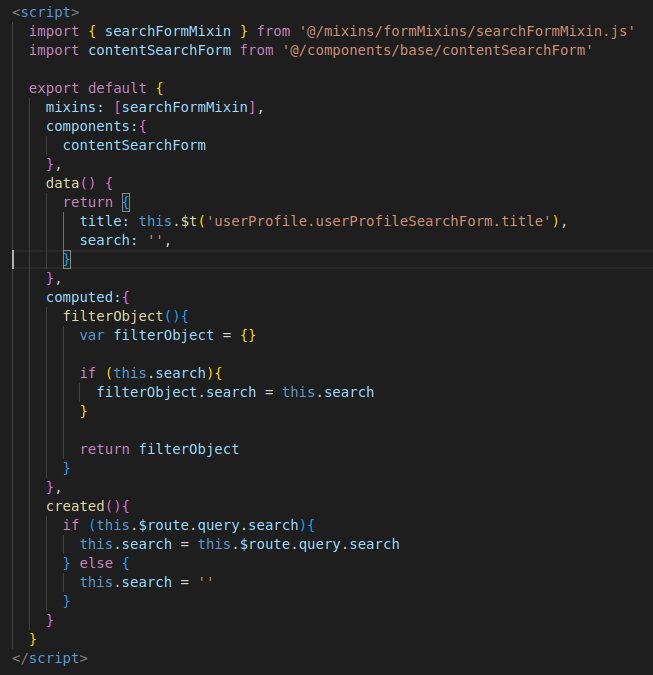 <script>
import { searchFormMixin } from '@/mixins/formMixins/searchFormMixin.js'
import contentSearchForm from '@/components/base/contentSearchForm'
export default {
mixins: [searchFormMixin],
components:{
contentSearchForm
},
data() {
return {
title: this.$t('userProfile.userProfileSearchForm.title'),
search: '',
}
},
computed:{
filterObject(){
var filterObject = {}
if (this.search){
filterObject.search = this.search
}
return filterObject
}
},
created(){
if (this.$route.query.search){
this.search = this.$route.query.search
} else {
this.search = ''
}
}
}
</script>